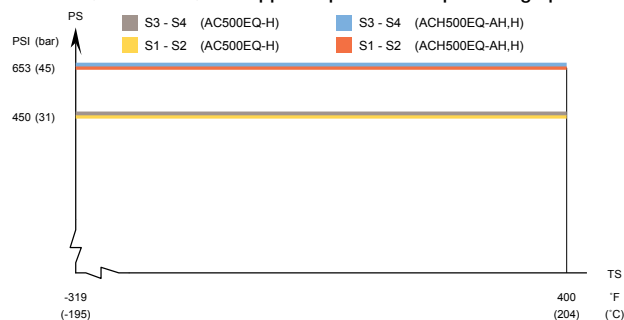 PS
PSI (bar)
S3 - S4 (AC500EQ-H)
S3 - S4 (ACH500EQ-AH,H)
S1 - S2 (AC500EQ-H)
S1 - S2 (ACH500EQ-AH,H)
653 (45)
450 (31)
TS
-319
400
˚F
(-195)
(204)
(˚C)